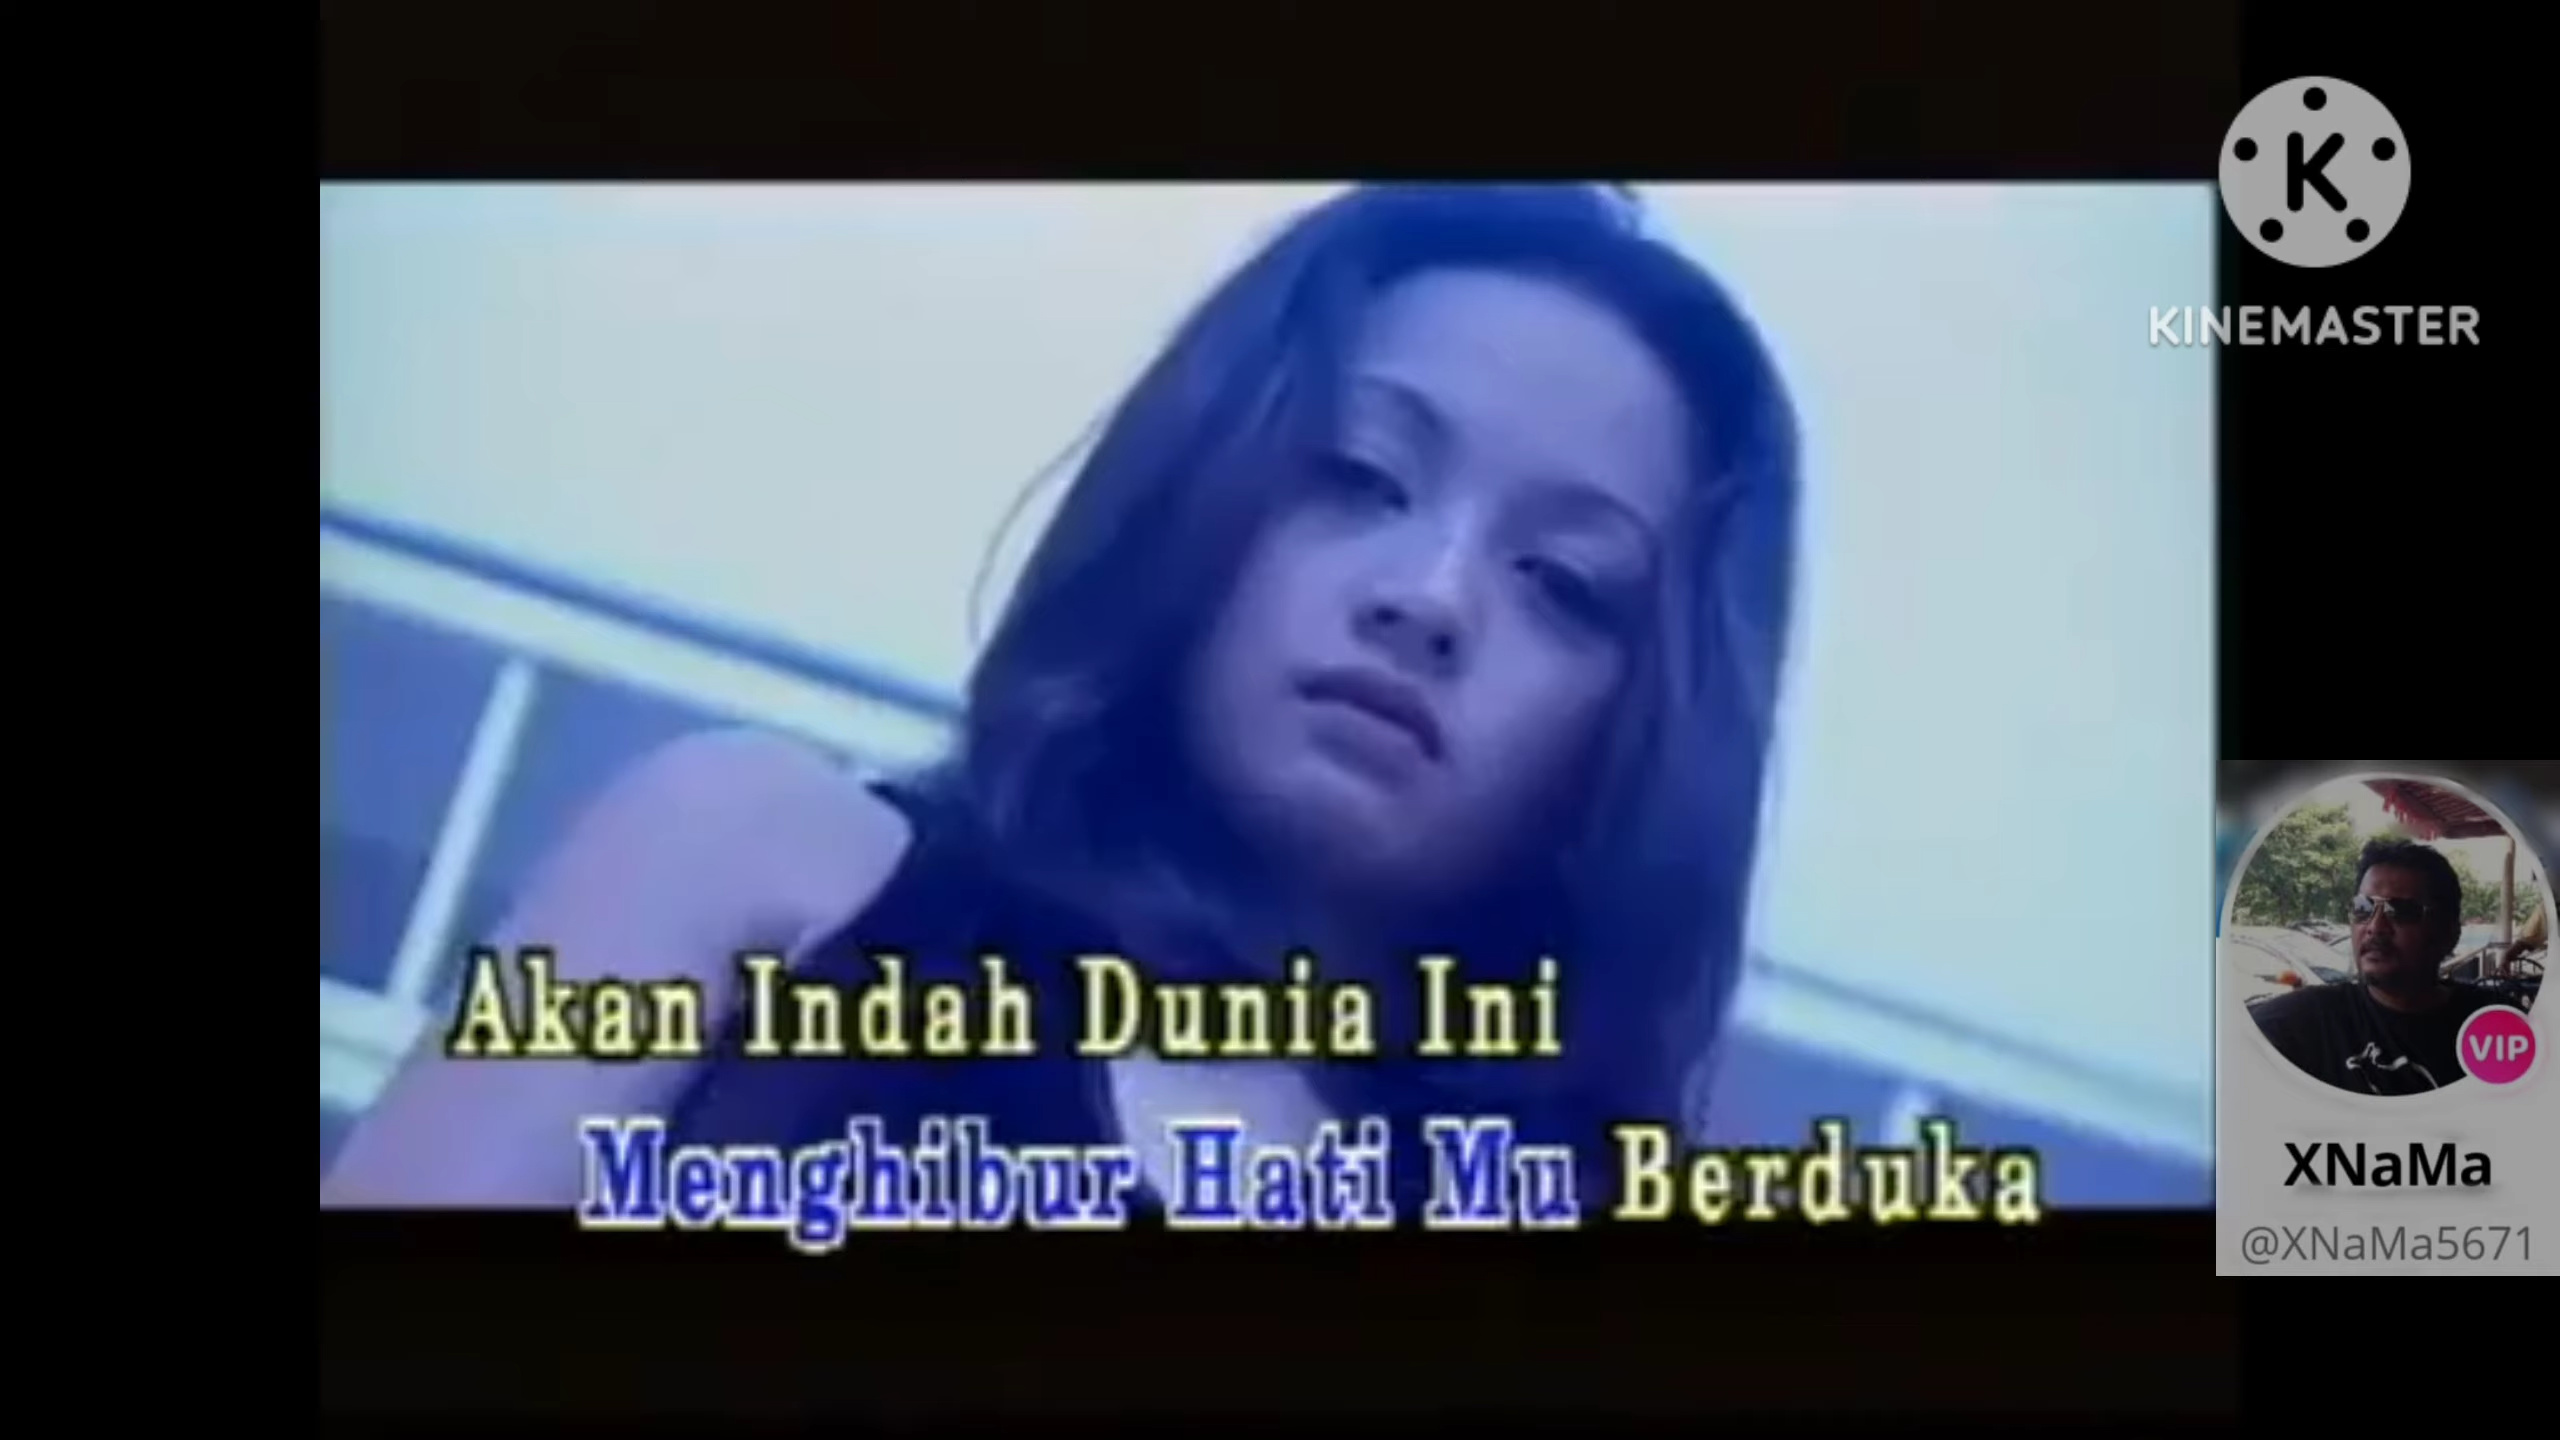 K
KINEMASTER
Akan Indah Dunia Ini
Menghibur Hati Mu Berduka
VIP
XNaMa
@XNaMa5671